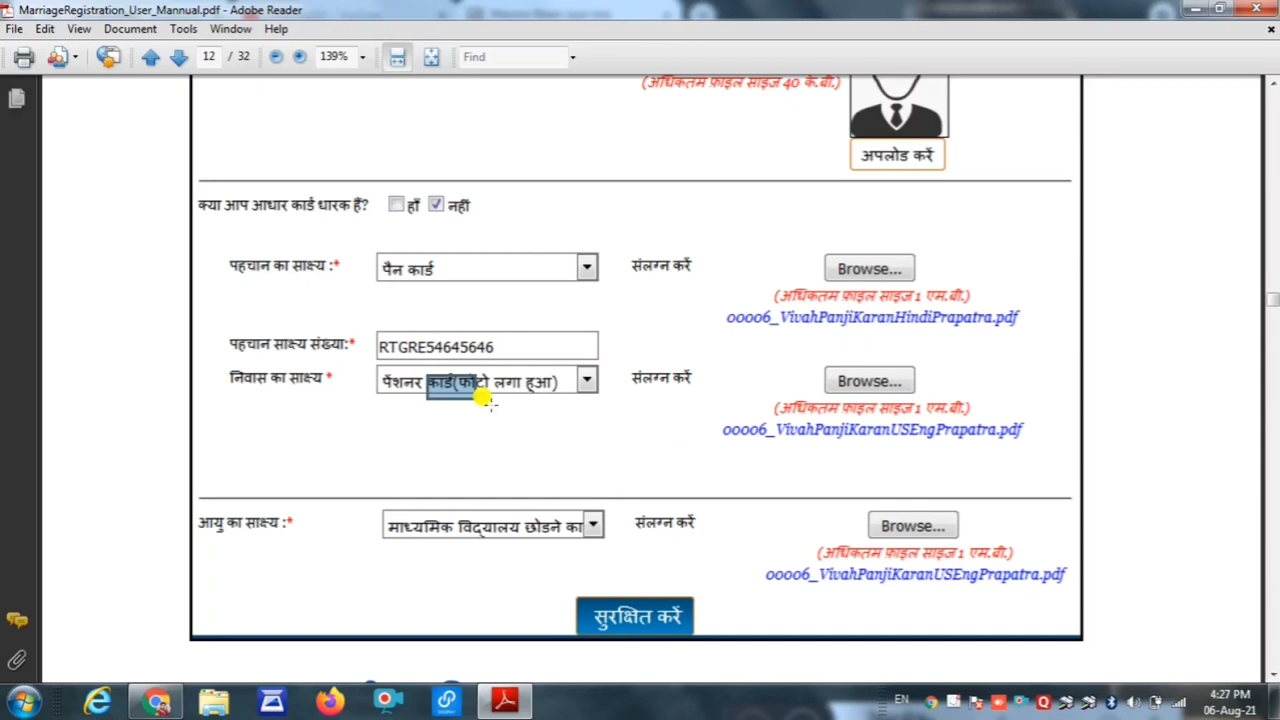 MarriageRegistration_User_Mannual.pdf - Adobe Reader
File Edit View Document Tools Window Help
12 / 32 139% Find
(अधिकतम फ़ाइल साइज 40 के.बी.)
अपलोड करें
क्या आप आधार कार्ड धारक हैं? हाँ नहीं
पहचान का साक्ष्य :* पैन कार्ड संलग्न करें Browse...
(अधिकतम फ़ाइल साइज 1 एम.बी.)
00006_VivahPanjiKaranHindiPrapatra.pdf
पहचान साक्ष्य संख्या:* RTGRE54645646
निवास का साक्ष्य * पेंशनर कार्ड(फोटो लगा हुआ) संलग्न करें Browse...
(अधिकतम फ़ाइल साइज 1 एम.बी.)
00006_VivahPanjiKaranUSEngPrapatra.pdf
आयु का साक्ष्य :* माध्यमिक विद्यालय छोडने का संलग्न करें Browse...
(अधिकतम फ़ाइल साइज 1 एम.बी.)
00006_VivahPanjiKaranUSEngPrapatra.pdf
सुरक्षित करें
EN 4:27 PM
06-Aug-21